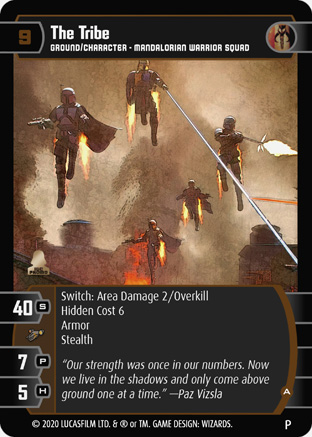 9
The Tribe
GROUND/CHARACTER - MANDALORIAN WARRIOR SQUAD
40 S
7 P
5 H
Switch: Area Damage 2/Overkill
Hidden Cost 6
Armor
Stealth
“Our strength was once in our numbers. Now
we live in the shadows and only come above
ground one at a time.” —Paz Vizsla
A
© 2020 LUCASFILM LTD. & ® or TM. GAME DESIGN: WIZARDS.
P